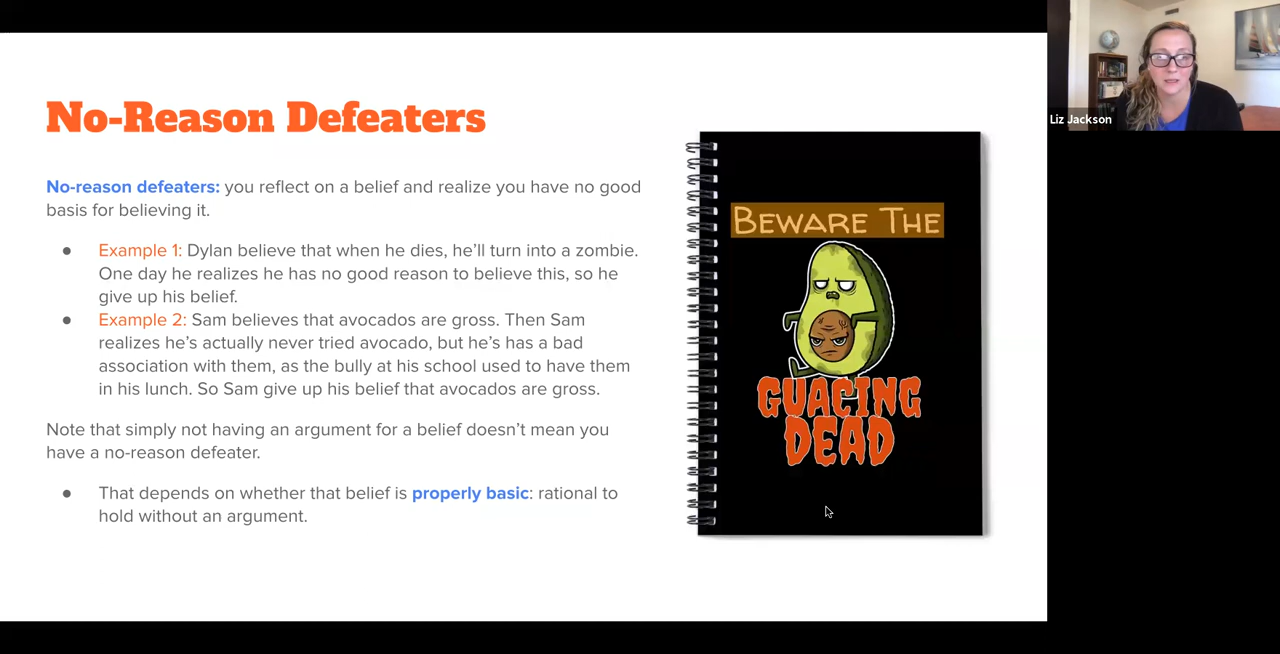 No-Reason Defeaters
No-reason defeaters: you reflect on a belief and realize you have no good
basis for believing it.
● Example 1: Dylan believe that when he dies, he'll turn into a zombie.
One day he realizes he has no good reason to believe this, so he
give up his belief.
● Example 2: Sam believes that avocados are gross. Then Sam
realizes he's actually never tried avocado, but he's has a bad
association with them, as the bully at his school used to have them
in his lunch. So Sam give up his belief that avocados are gross.
Note that simply not having an argument for a belief doesn't mean you
have a no-reason defeater.
● That depends on whether that belief is properly basic: rational to
hold without an argument.
BEWARE THE
GUACING
DEAD
Liz Jackson